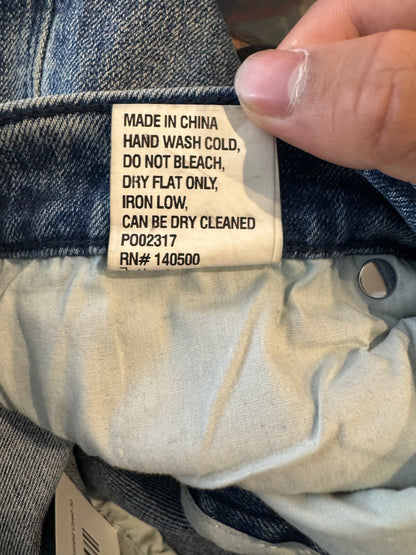 MADE IN CHINA
HAND WASH COLD,
DO NOT BLEACH,
DRY FLAT ONLY,
IRON LOW,
CAN BE DRY CLEANED
PO02317
RN# 140500